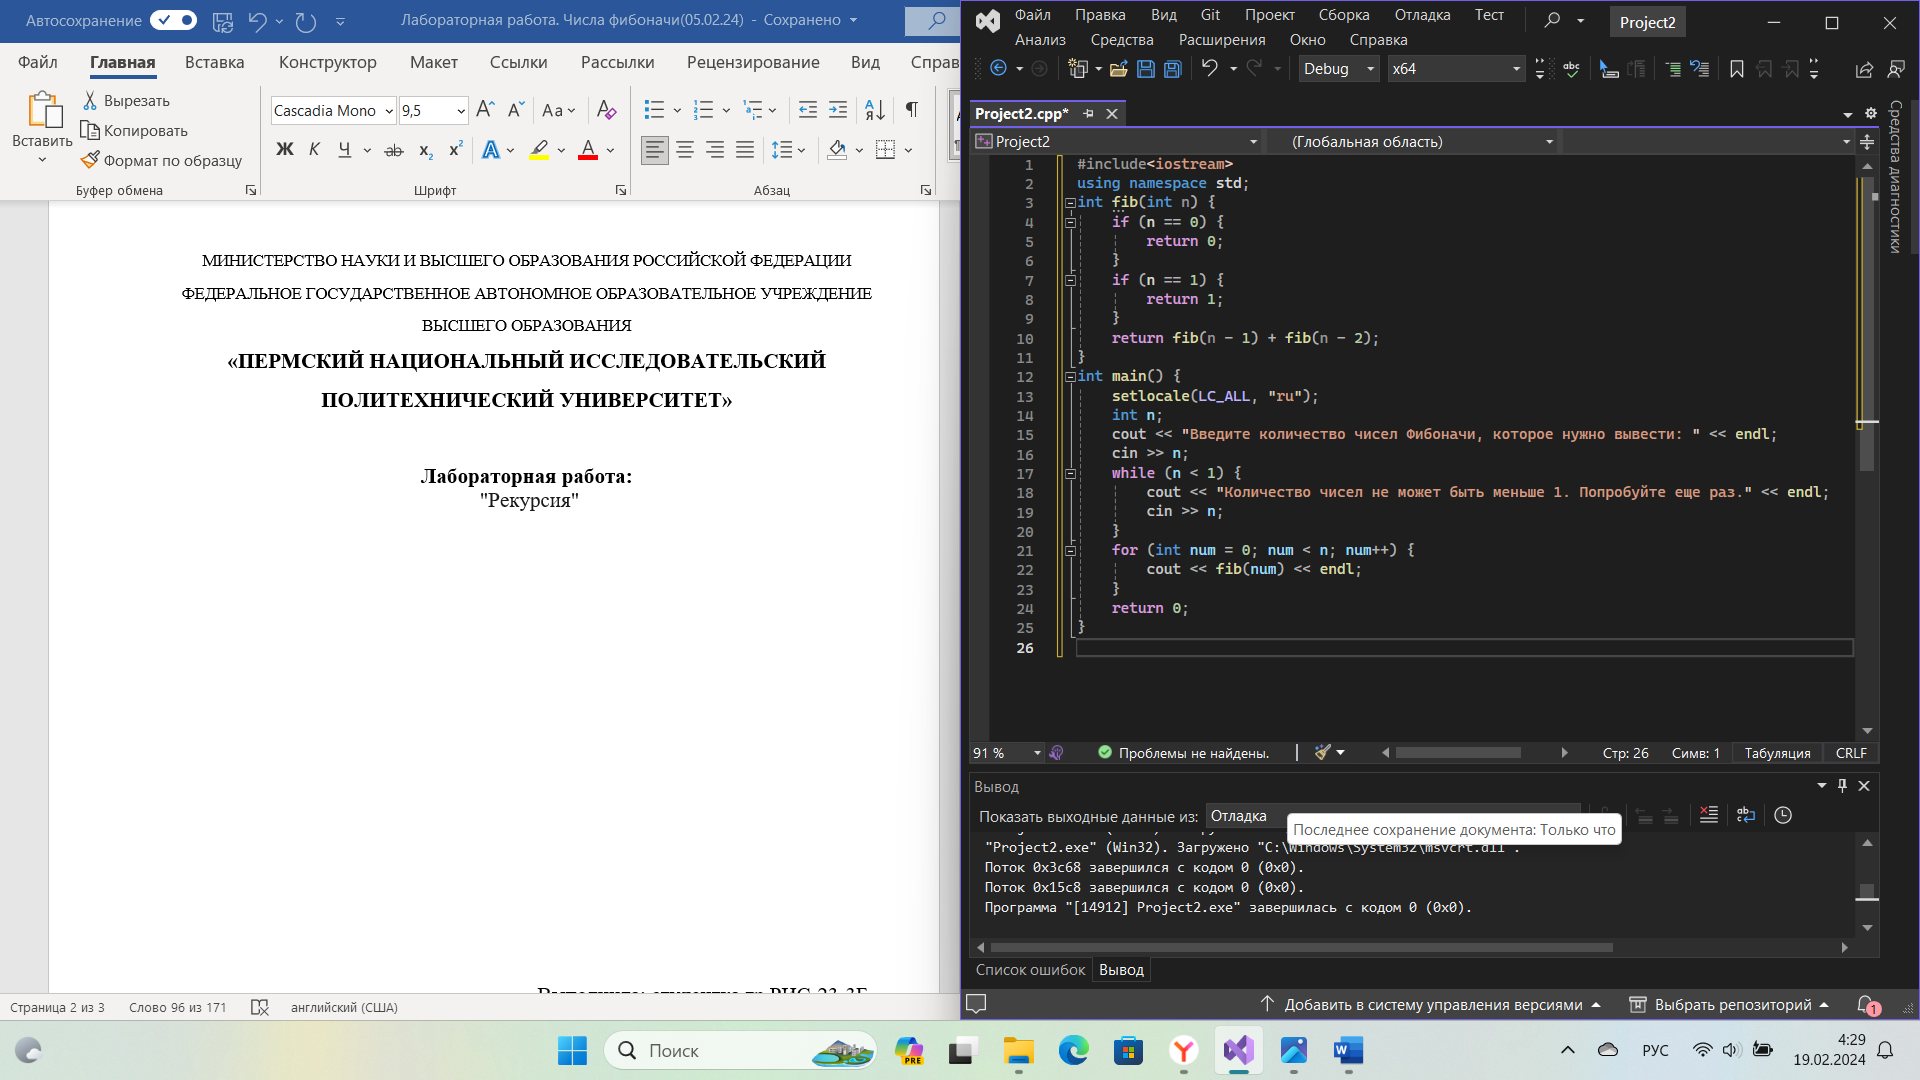 Автосохранение
Лабораторная работа. Числа фибоначи(05.02.24) - Сохранено
Файл Главная Вставка Конструктор Макет Ссылки Рассылки Рецензирование Вид Справ
Вставить
Вырезать
Копировать
Формат по образцу
Буфер обмена
Cascadia Mono 9,5
Шрифт
Абзац
МИНИСТЕРСТВО НАУКИ И ВЫСШЕГО ОБРАЗОВАНИЯ РОССИЙСКОЙ ФЕДЕРАЦИИ
ФЕДЕРАЛЬНОЕ ГОСУДАРСТВЕННОЕ АВТОНОМНОЕ ОБРАЗОВАТЕЛЬНОЕ УЧРЕЖДЕНИЕ
ВЫСШЕГО ОБРАЗОВАНИЯ
«ПЕРМСКИЙ НАЦИОНАЛЬНЫЙ ИССЛЕДОВАТЕЛЬСКИЙ
ПОЛИТЕХНИЧЕСКИЙ УНИВЕРСИТЕТ»
Лабораторная работа:
"Рекурсия"
Страница 2 из 3 Слово 96 из 171 английский (США)
Файл Правка Вид Git Проект Сборка Отладка Тест
Анализ Средства Расширения Окно Справка
Project2
Debug x64
Project2.cpp*
Project2 (Глобальная область)
Средства диагностики
1 #include<iostream>
2 using namespace std;
3 int fib(int n) {
4 if (n == 0) {
5 return 0;
6 }
7 if (n == 1) {
8 return 1;
9 }
10 return fib(n - 1) + fib(n - 2);
11 }
12 int main() {
13 setlocale(LC_ALL, "ru");
14 int n;
15 cout << "Введите количество чисел Фибоначи, которое нужно вывести: " << endl;
16 cin >> n;
17 while (n < 1) {
18 cout << "Количество чисел не может быть меньше 1. Попробуйте еще раз." << endl;
19 cin >> n;
20 }
21 for (int num = 0; num < n; num++) {
22 cout << fib(num) << endl;
23 }
24 return 0;
25 }
26
91 % Проблемы не найдены. Стр: 26 Симв: 1 Табуляция CRLF
Вывод
Показать выходные данные из: Отладка
Последнее сохранение документа: Только что
"Project2.exe" (Win32). Загружено "C:\Windows\System32\msvcrt.dll".
Поток 0x3c68 завершился с кодом 0 (0x0).
Поток 0x15c8 завершился с кодом 0 (0x0).
Программа "[14912] Project2.exe" завершилась с кодом 0 (0x0).
Список ошибок Вывод
Добавить в систему управления версиями Выбрать репозиторий 1
Поиск
PRE
РУС
4:29
19.02.2024